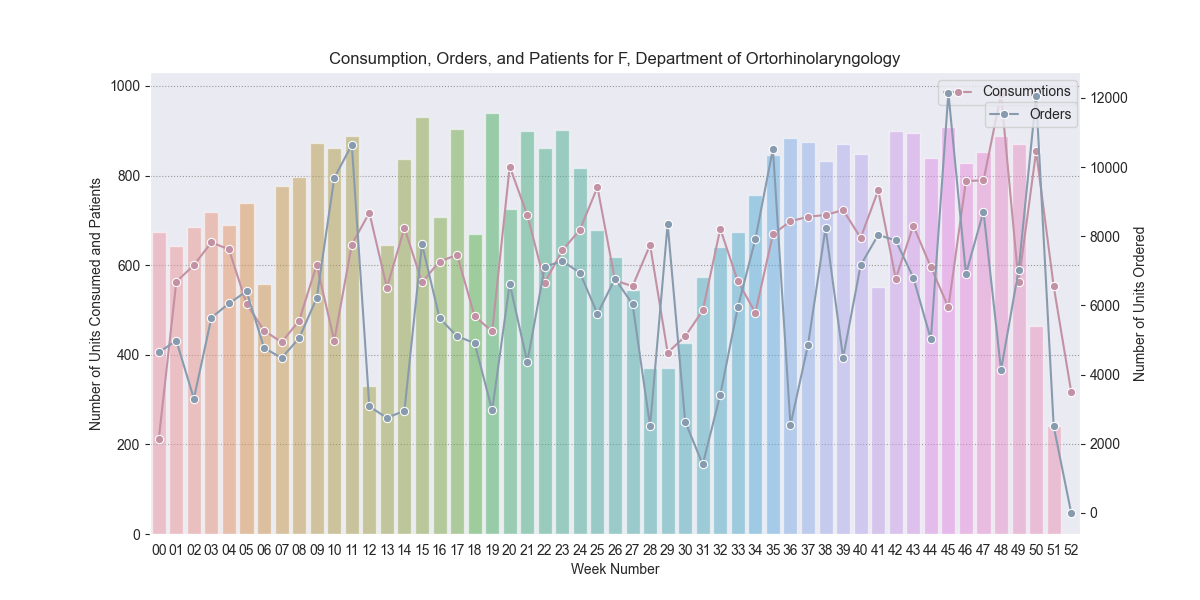 Consumption, Orders, and Patients for F, Department of Ortorhinolaryngology
Consumptions
Orders
Number of Units Consumed and Patients
1000
800
600
400
200
0
Number of Units Ordered
12000
10000
8000
6000
4000
2000
0
00 01 02 03 04 05 06 07 08 09 10 11 12 13 14 15 16 17 18 19 20 21 22 23 24 25 26 27 28 29 30 31 32 33 34 35 36 37 38 39 40 41 42 43 44 45 46 47 48 49 50 51 52
Week Number